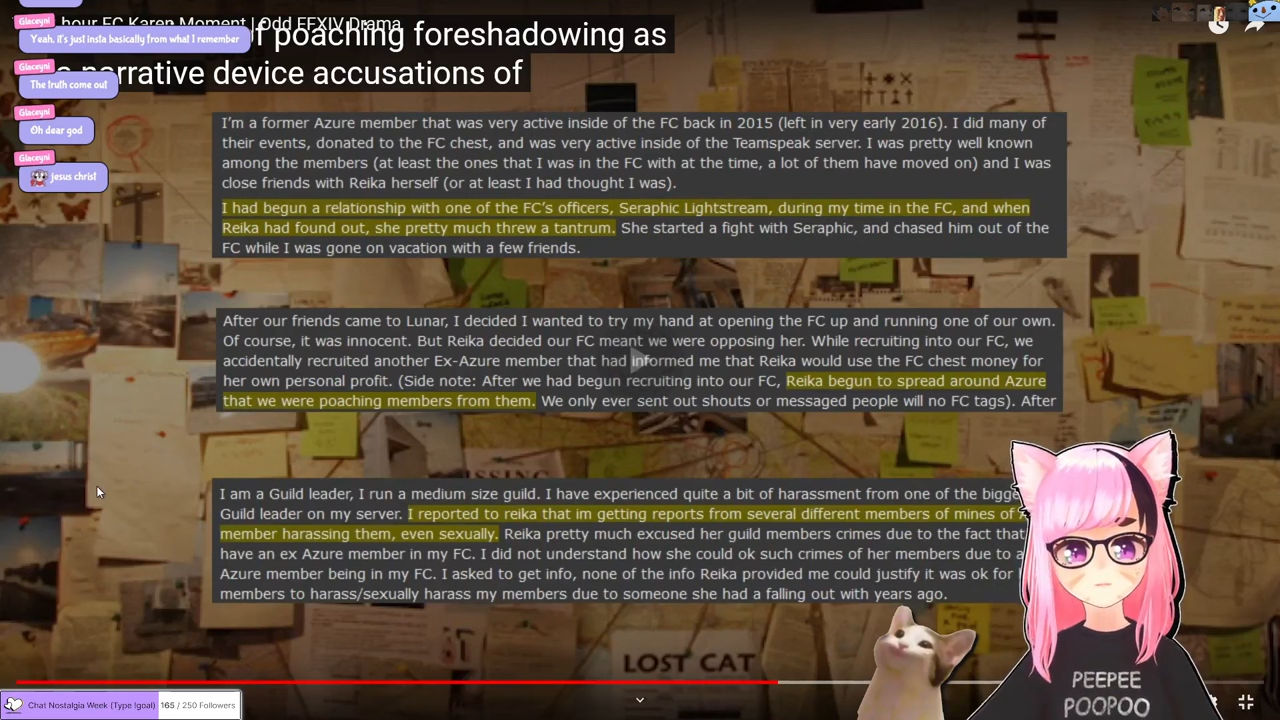 hour FC Karen Moment | Odd FFXIV Drama
Glaceyni
Yeah, it's just insta basically from what I remember
f poaching foreshadowing as
Glaceyni
The truth come out
narrative device accusations of
Glaceyni
Oh dear god
Glaceyni
Jesus christ
I'm a former Azure member that was very active inside of the FC back in 2015 (left in very early 2016). I did many of
their events, donated to the FC chest, and was very active inside of the Teamspeak server. I was pretty well known
among the members (at least the ones that I was in the FC with at the time, a lot of them have moved on) and I was
close friends with Reika herself (or at least I had thought I was).
I had begun a relationship with one of the FC's officers, Seraphic Lightstream, during my time in the FC, and when
Reika had found out, she pretty much threw a tantrum. She started a fight with Seraphic, and chased him out of the
FC while I was gone on vacation with a few friends.
After our friends came to Lunar, I decided I wanted to try my hand at opening the FC up and running one of our own.
Of course, it was innocent. But Reika decided our FC meant we were opposing her. While recruiting into our FC, we
accidentally recruited another Ex-Azure member that had informed me that Reika would use the FC chest money for
her own personal profit. (Side note: After we had begun recruiting into our FC, Reika begun to spread around Azure
that we were poaching members from them. We only ever sent out shouts or messaged people will no FC tags). After
MISSING
I am a Guild leader, I run a medium size guild. I have experienced quite a bit of harassment from one of the bigge
Guild leader on my server. I reported to reika that im getting reports from several different members of mines of
member harassing them, even sexually. Reika pretty much excused her guild members crimes due to the fact that
have an ex Azure member in my FC. I did not understand how she could ok such crimes of her members due to a
Azure member being in my FC. I asked to get info, none of the info Reika provided me could justify it was ok for
members to harass/sexually harass my members due to someone she had a falling out with years ago.
LOST CAT
PEEPEE
POOPOO
Chat Nostalgia Week (Type !goal) 165 / 250 Followers